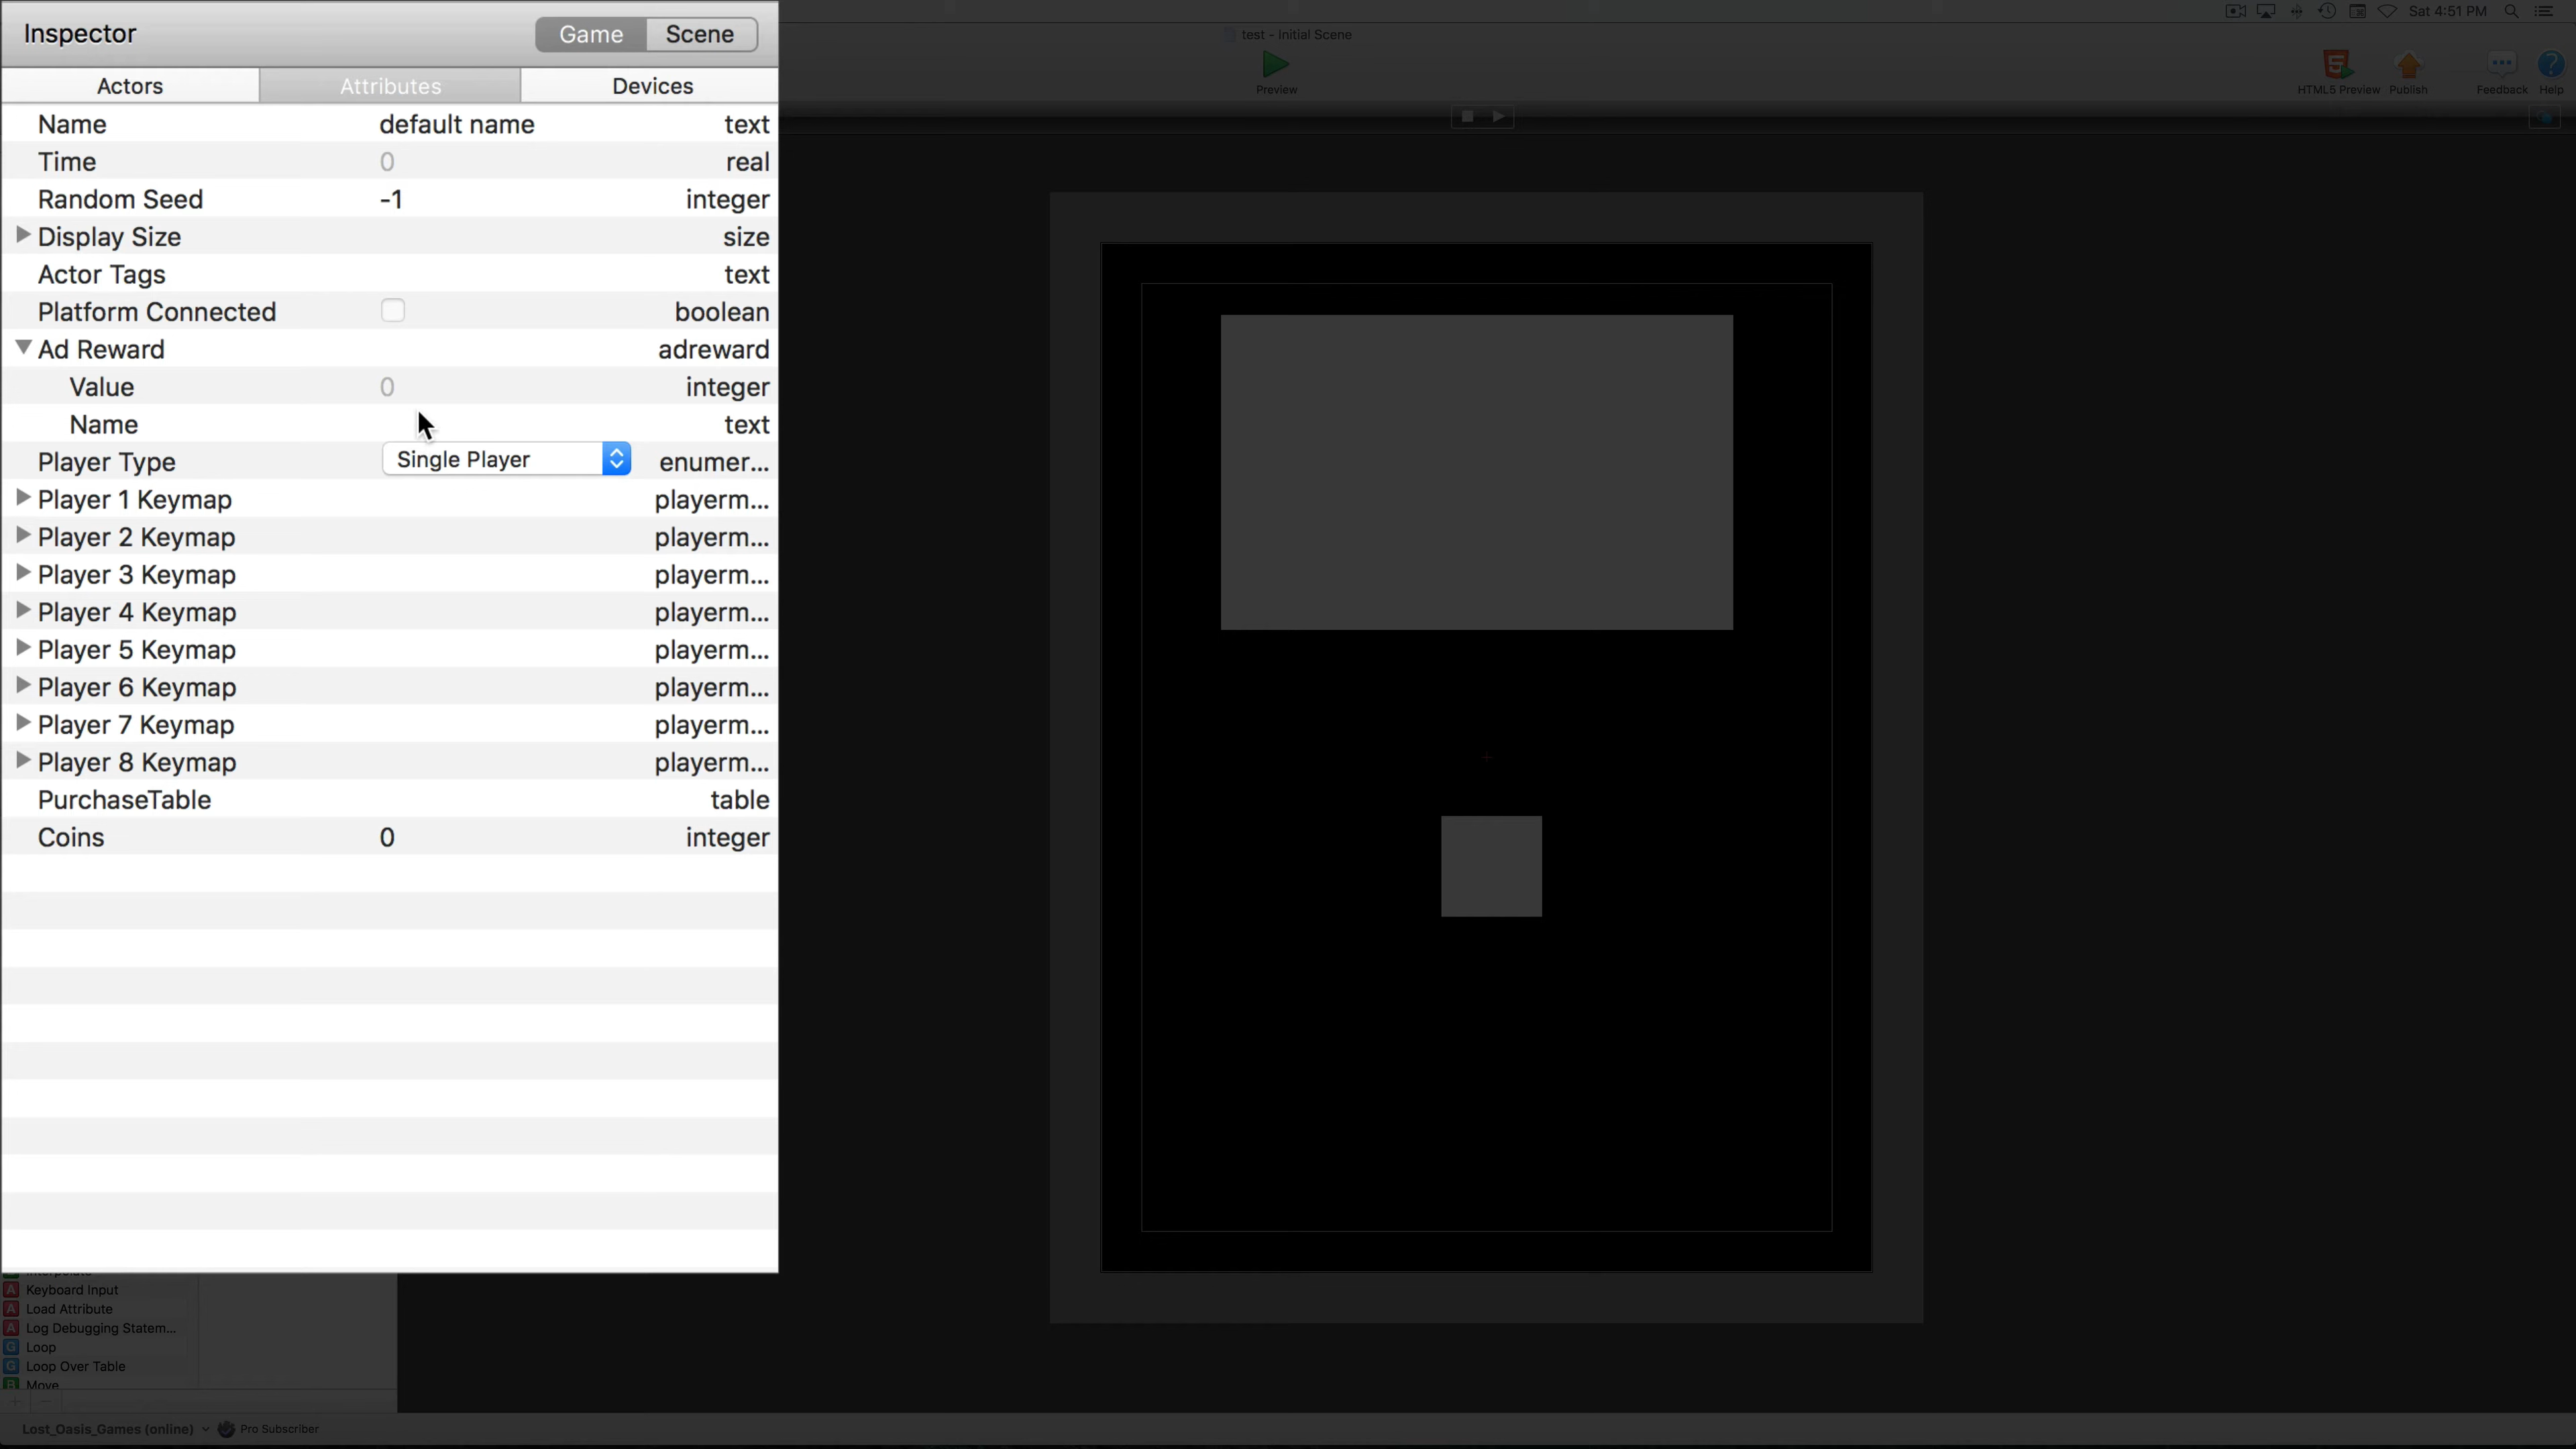 Inspector
Game Scene
Sat 4:51 PM
test - Initial Scene
Preview
HTML5 Preview Publish Feedback Help
Actors Attributes Devices
Name default name text
Time 0 real
Random Seed -1 integer
Display Size size
Actor Tags text
Platform Connected boolean
Ad Reward adreward
Value 0 integer
Name text
Player Type Single Player enumer...
Player 1 Keymap playerm...
Player 2 Keymap playerm...
Player 3 Keymap playerm...
Player 4 Keymap playerm...
Player 5 Keymap playerm...
Player 6 Keymap playerm...
Player 7 Keymap playerm...
Player 8 Keymap playerm...
PurchaseTable table
Coins 0 integer
Interpolate
A Keyboard Input
A Load Attribute
A Log Debugging Statem...
G Loop
G Loop Over Table
B Move
Lost_Oasis_Games (online) Pro Subscriber